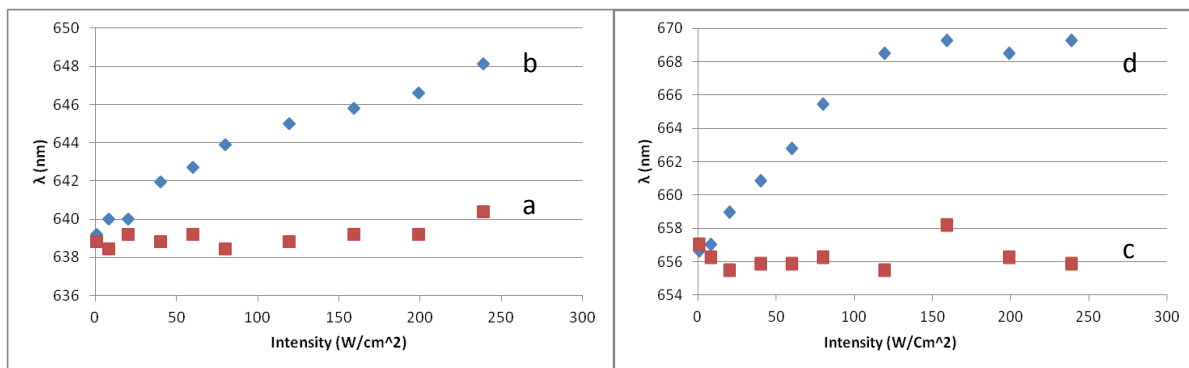 650
648
646
644
642
640
638
636
λ (nm)
b
a
0 50 100 150 200 250 300
Intensity (W/cm^2)
670
668
666
664
662
660
658
656
654
λ (nm)
d
c
0 50 100 150 200 250 300
Intensity (W/Cm^2)